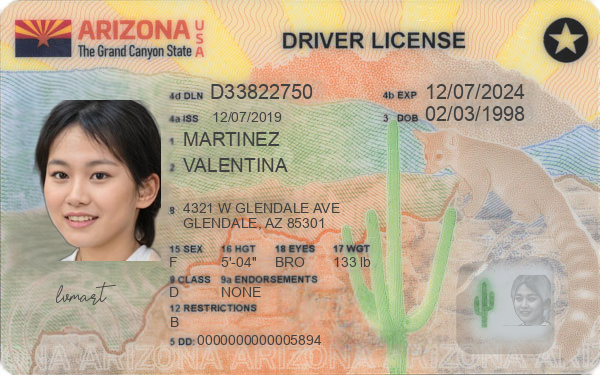 ARIZONA USA
The Grand Canyon State
DRIVER LICENSE
4d DLN D33822750
4b EXP 12/07/2024
4a ISS 12/07/2019
3 DOB 02/03/1998
1 MARTINEZ
2 VALENTINA
8 4321 W GLENDALE AVE
GLENDALE, AZ 85301
15 SEX 16 HGT 18 EYES 17 WGT
F 5'-04" BRO 133 lb
9 CLASS 9a ENDORSEMENTS
D NONE
12 RESTRICTIONS
B
lvmart
5 DD: 0000000000005894
ARIZONA ARIZONA ARIZONA ARIZONA